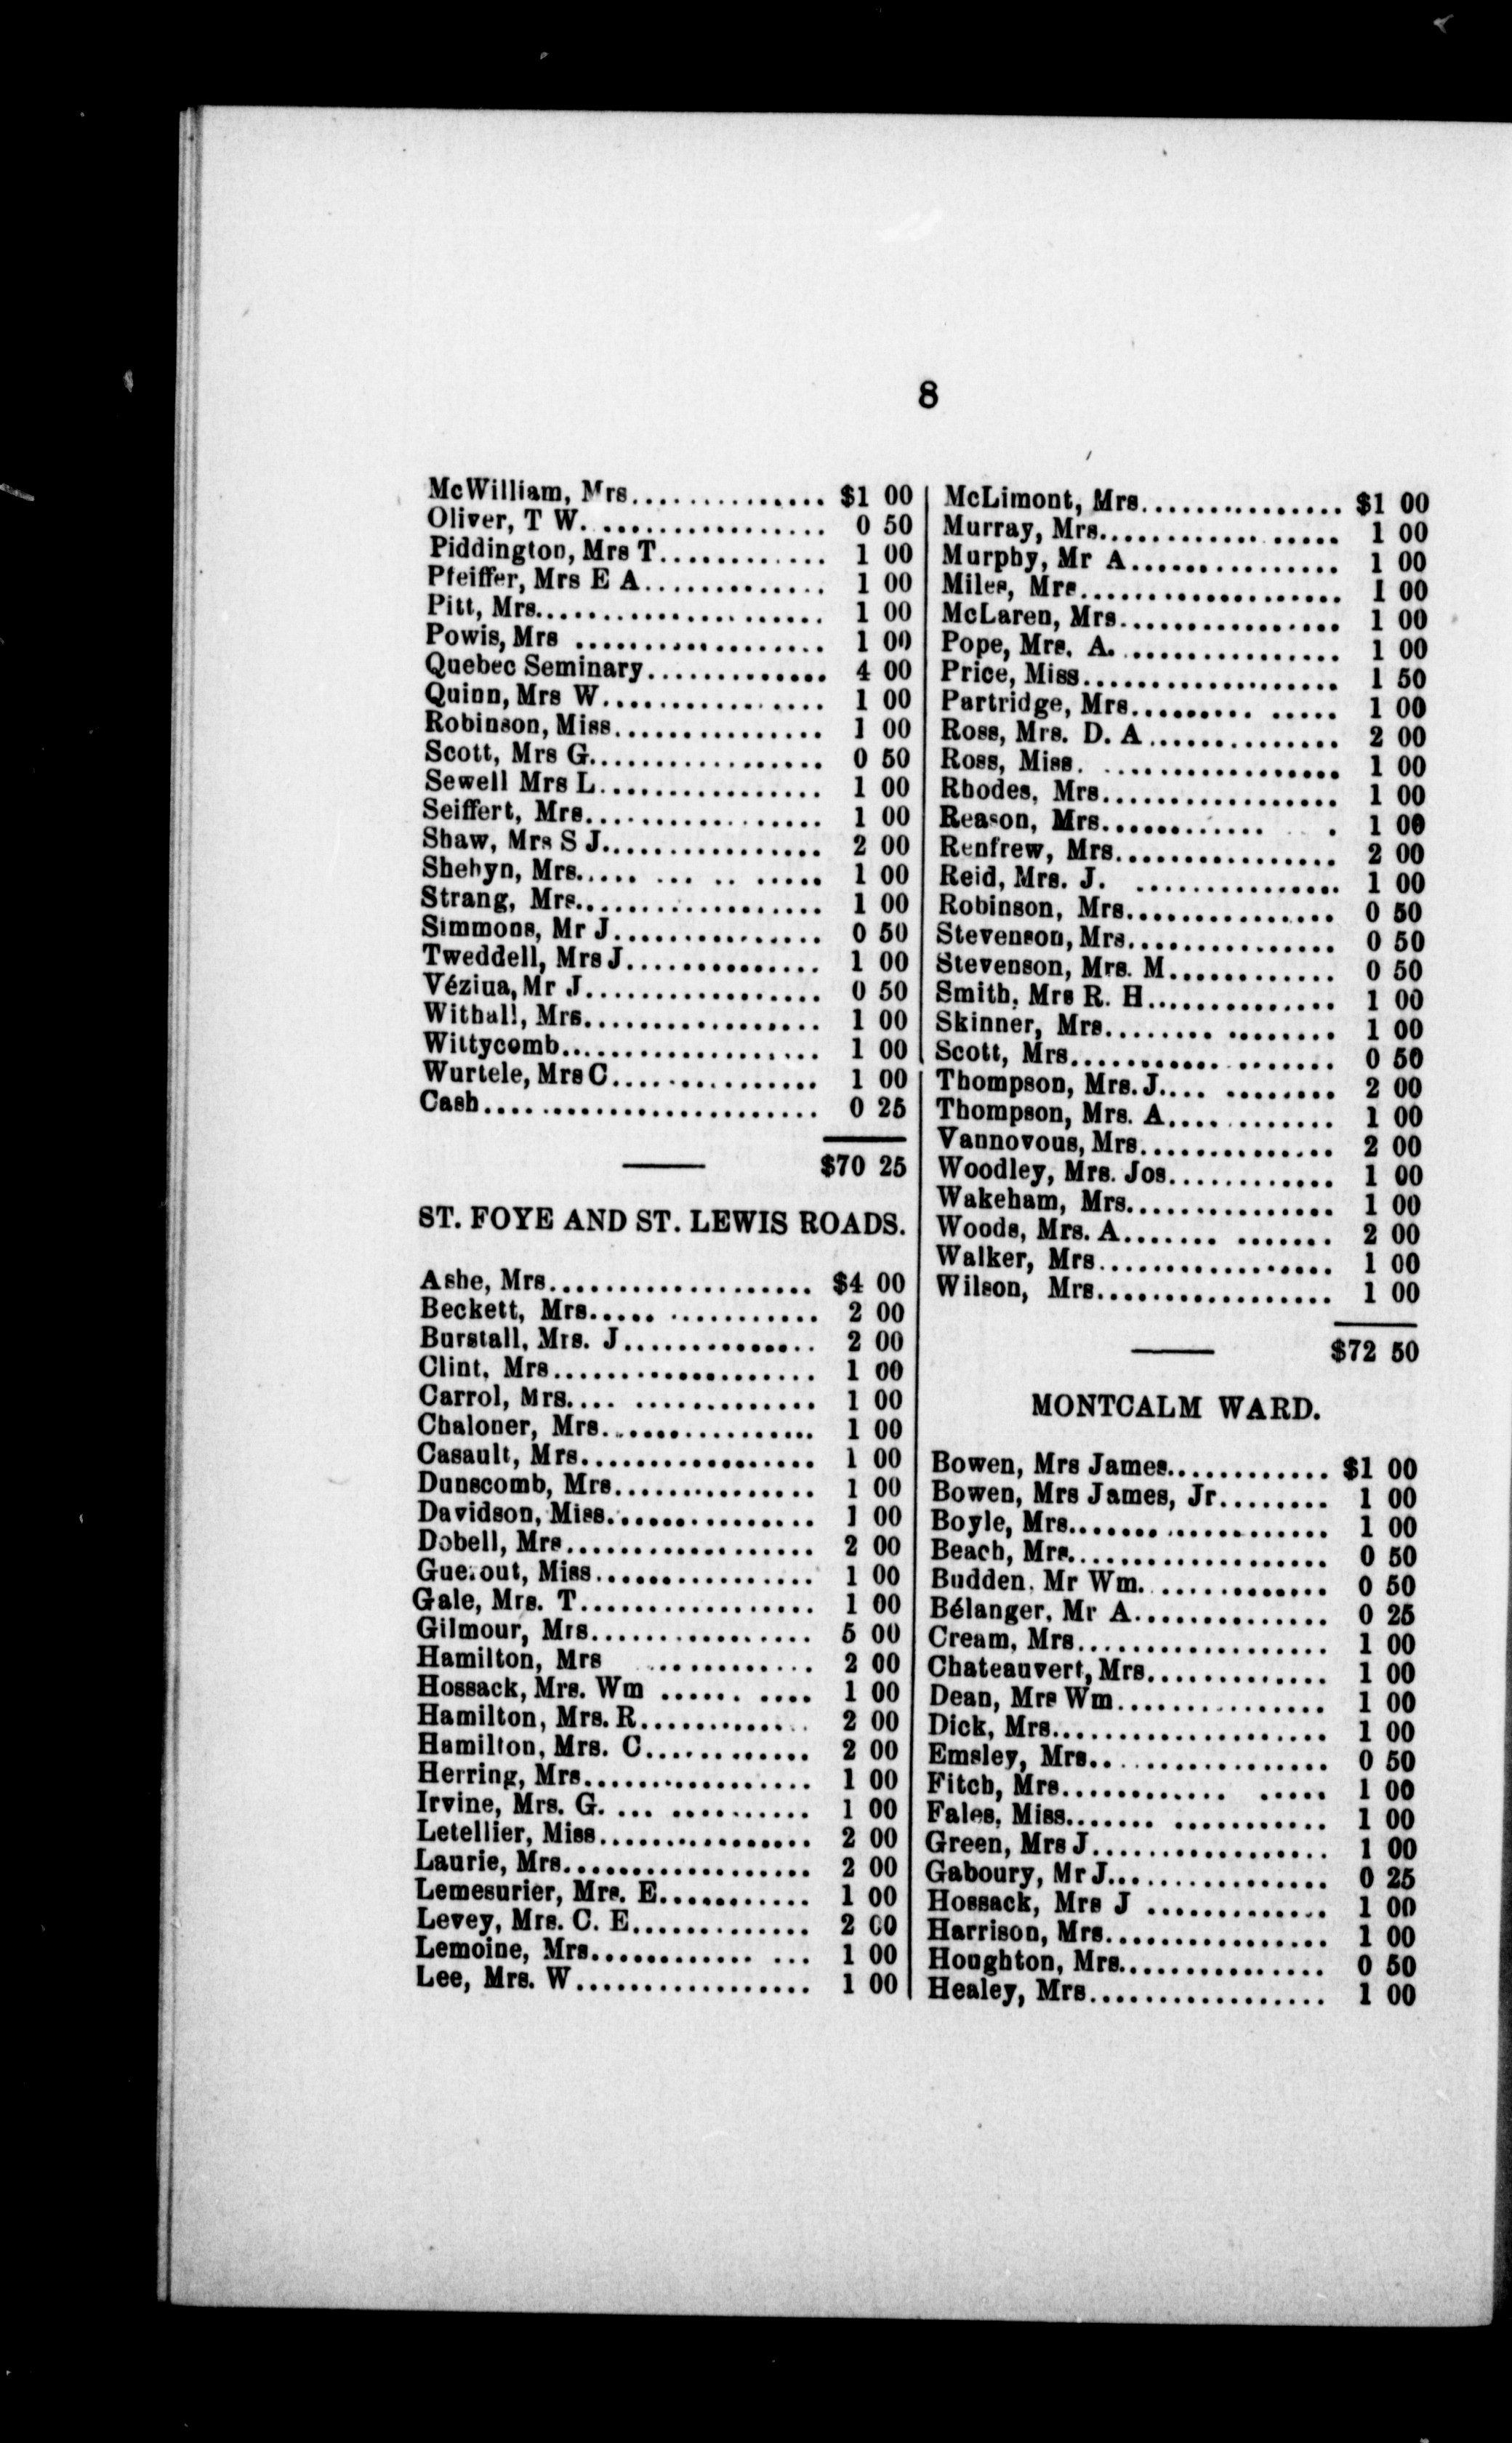 8
McWilliam, Mrs.............. $1 00
Oliver, T W. ................. 0 50
Piddington, Mrs T............. 1 00
Pfeiffer, Mrs E A.............. 1 00
Pitt, Mrs...................... 1 00
Powis, Mrs ................... 1 00
Quebec Seminary............. 4 00
Quinn, Mrs W................. 1 00
Robinson, Miss................ 1 00
Scott, Mrs G.................. 0 50
Sewell Mrs L................. 1 00
Seiffert, Mrs.................. 1 00
Shaw, Mrs S J................. 2 00
Shehyn, Mrs..... ... .. ..... 1 00
Strang, Mrs................... 1 00
Simmons, Mr J................ 0 50
Tweddell, Mrs J............... 1 00
Vézina, Mr J.................. 0 50
Withall, Mrs.................. 1 00
Wittycomb.................... 1 00
Wurtele, Mrs C................ 1 00
Cash.... ..................... 0 25
$70 25
ST. FOYE AND ST. LEWIS ROADS.
Ashe, Mrs.................... $4 00
Beckett, Mrs..... ........... 2 00
Burstall, Mrs. J............... 2 00
Clint, Mrs.................... 1 00
Carrol, Mrs.... .............. 1 00
Chaloner, Mrs................ 1 00
Casault, Mrs.................. 1 00
Dunscomb, Mrs............... 1 00
Davidson, Miss................ 1 00
Dobell, Mrs................... 2 00
Guerout, Miss................. 1 00
Gale, Mrs. T.................. 1 00
Gilmour, Mrs................. 5 00
Hamilton, Mrs ............. 2 00
Hossack, Mrs. Wm ...... .... 1 00
Hamilton, Mrs. R............. 2 00
Hamilton, Mrs. C............ 2 00
Herring, Mrs................. 1 00
Irvine, Mrs. G. ... .......... 1 00
Letellier, Miss................ 2 00
Laurie, Mrs................... 2 00
Lemesurier, Mrs. E........... 1 00
Levey, Mrs. C. E............. 2 00
Lemoine, Mrs............. ... 1 00
Lee, Mrs. W.................. 1 00
McLimont, Mrs............... $1 00
Murray, Mrs............. ..... 1 00
Murphy, Mr A................ 1 00
Miles, Mrs.................... 1 00
McLaren, Mrs................. 1 00
Pope, Mrs. A. ................ 1 00
Price, Miss................... 1 50
Partridge, Mrs......... ..... 1 00
Ross, Mrs. D. A.............. 2 00
Ross, Miss. .................. 1 00
Rhodes, Mrs.................. 1 00
Reason, Mrs............ . . 1 00
Renfrew, Mrs................. 2 00
Reid, Mrs. J. ............... 1 00
Robinson, Mrs................ 0 50
Stevenson, Mrs................ 0 50
Stevenson, Mrs. M............ 0 50
Smith, Mrs R. H.............. 1 00
Skinner, Mrs........ ........ 1 00
Scott, Mrs............ ....... 0 50
Thompson, Mrs. J.... ........ 2 00
Thompson, Mrs. A............ 1 00
Vannovous, Mrs.............. 2 00
Woodley, Mrs. Jos............ 1 00
Wakeham, Mrs................ 1 00
Woods, Mrs. A....... ....... 2 00
Walker, Mrs.................. 1 00
Wilson, Mrs.................. 1 00
$72 50
MONTCALM WARD.
Bowen, Mrs James............ $1 00
Bowen, Mrs James, Jr........ 1 00
Boyle, Mrs.................... 1 00
Beach, Mrs.................... 0 50
Budden, Mr Wm. ............. 0 50
Bélanger, Mr A............... 0 25
Cream, Mrs................... 1 00
Chateauvert, Mrs.............. 1 00
Dean, Mrs Wm................ 1 00
Dick, Mrs..................... 1 00
Emsley, Mrs.................. 0 50
Fitch, Mrs............. ..... 1 00
Fales, Miss....... ........... 1 00
Green, Mrs J.................. 1 00
Gaboury, Mr J................ 0 25
Hossack, Mrs J .............. 1 00
Harrison, Mrs................. 1 00
Houghton, Mrs................ 0 50
Healey, Mrs.................. 1 00